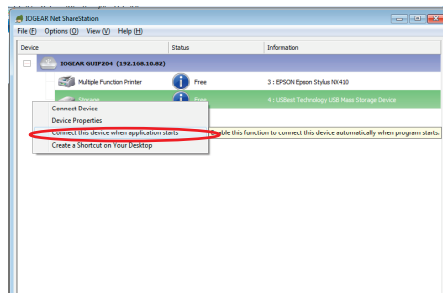 IOGEAR Net ShareStation
File (F) Options (O) View (V) Help (H)
Device Status Information
IOGEAR GUIP204 (192.168.10.82)
Multiple Function Printer Free 3 : EPSON Epson Stylus NX410
Storage Free 4 : USBest Technology USB Mass Storage Device
Connect Device
Device Properties
Connect this device when application starts
Enable this function to connect this device automatically when program starts.
Create a Shortcut on Your Desktop